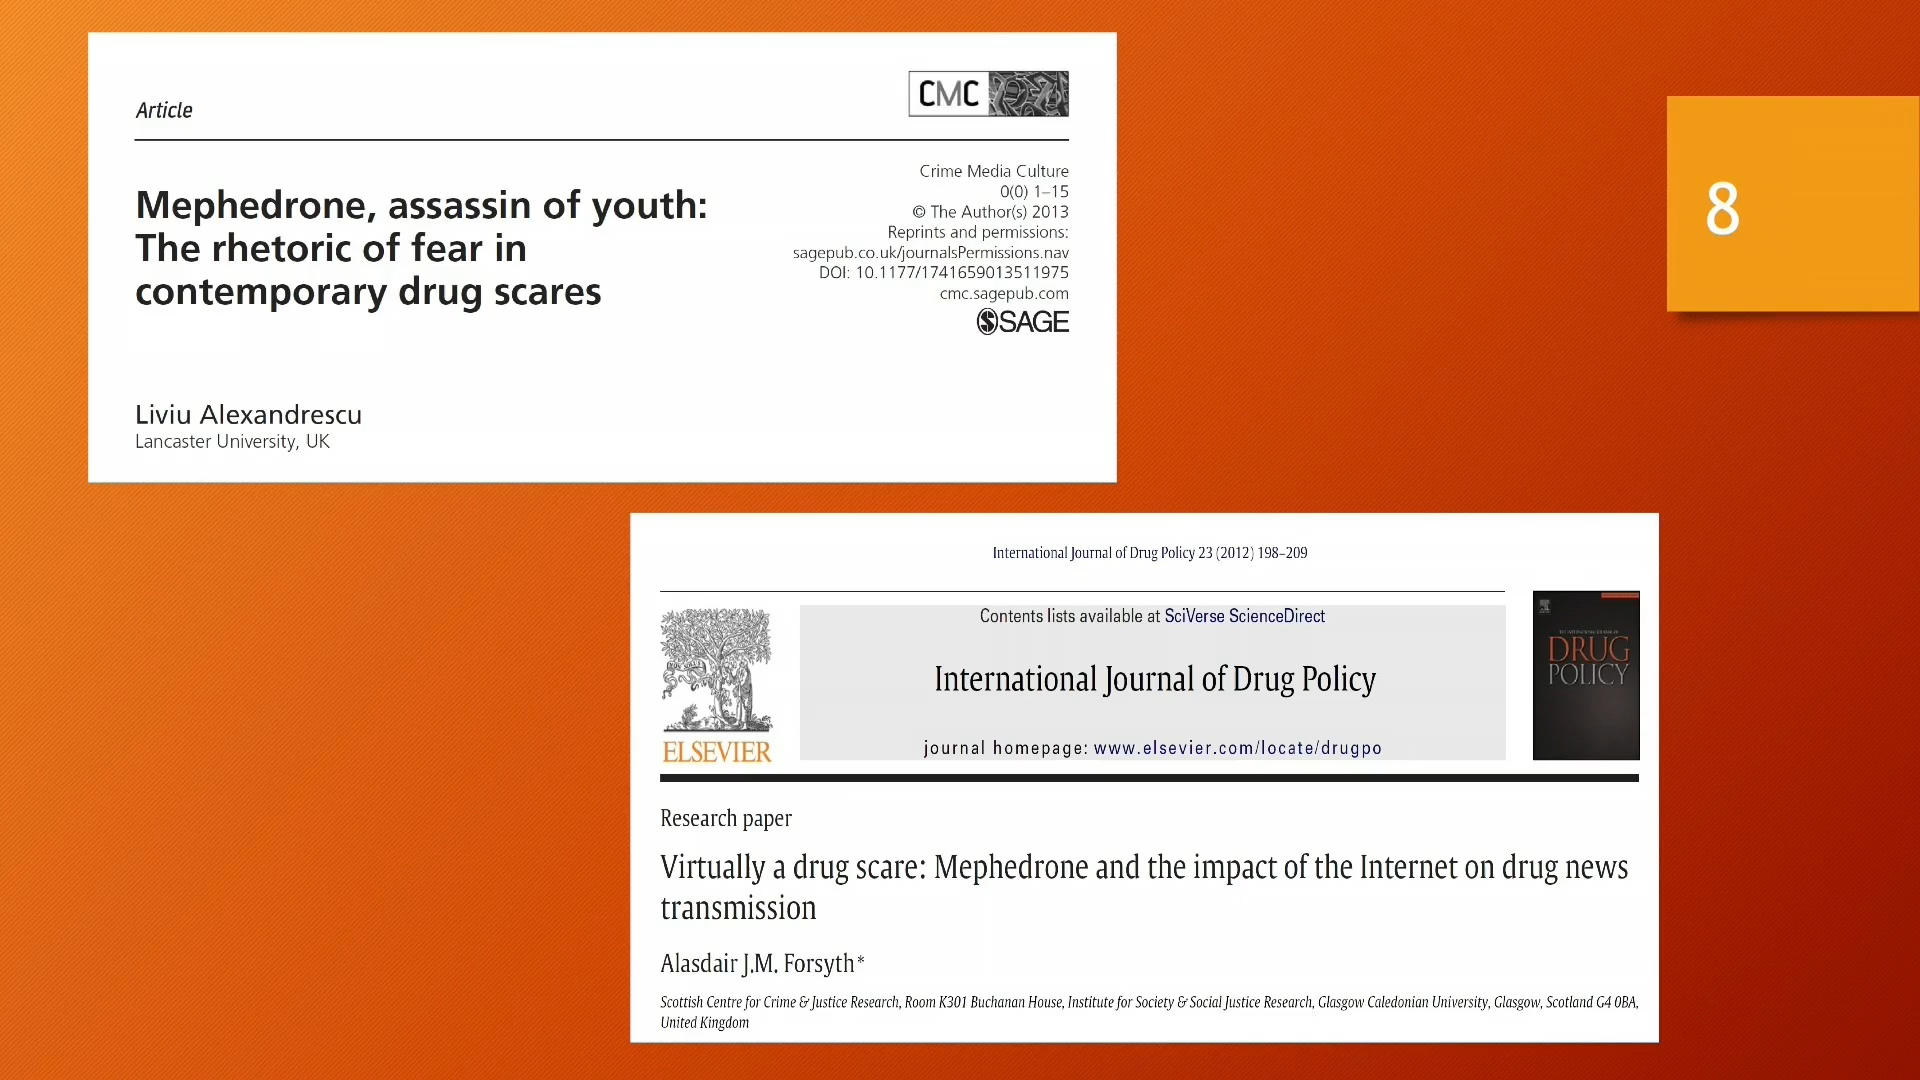 Article
CMC
Crime Media Culture
0(0) 1–15
© The Author(s) 2013
Reprints and permissions:
sagepub.co.uk/journalsPermissions.nav
DOI: 10.1177/1741659013511975
cmc.sagepub.com
SAGE
Mephedrone, assassin of youth:
The rhetoric of fear in
contemporary drug scares
Liviu Alexandrescu
Lancaster University, UK
8
International Journal of Drug Policy 23 (2012) 198–209
Contents lists available at SciVerse ScienceDirect
International Journal of Drug Policy
journal homepage: www.elsevier.com/locate/drugpo
ELSEVIER
DRUG
POLICY
Research paper
Virtually a drug scare: Mephedrone and the impact of the Internet on drug news
transmission
Alasdair J.M. Forsyth*
Scottish Centre for Crime & Justice Research, Room K301 Buchanan House, Institute for Society & Social Justice Research, Glasgow Caledonian University, Glasgow, Scotland G4 0BA,
United Kingdom